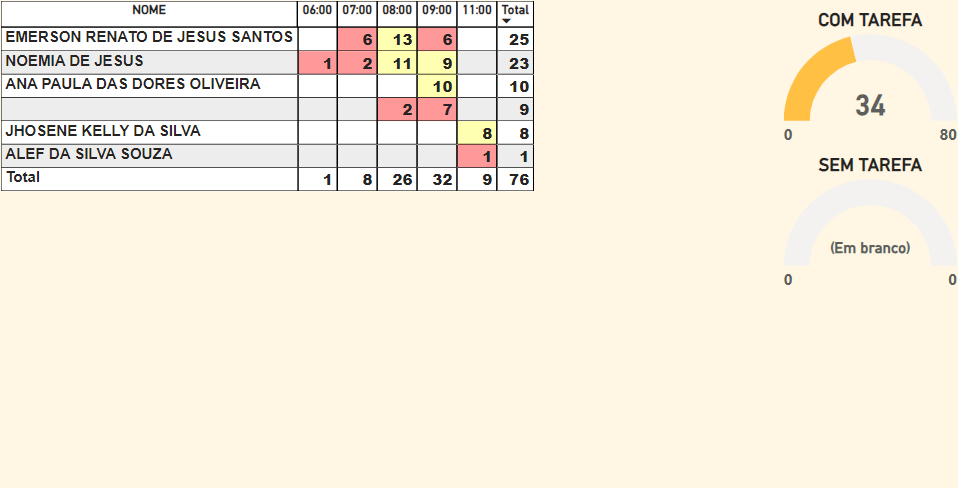 NOME 06:00 07:00 08:00 09:00 11:00 Total
EMERSON RENATO DE JESUS SANTOS 6 13 6 25
NOEMIA DE JESUS 1 2 11 9 23
ANA PAULA DAS DORES OLIVEIRA 10 10
2 7 9
JHOSENE KELLY DA SILVA 8 8
ALEF DA SILVA SOUZA 1 1
Total 1 8 26 32 9 76
COM TAREFA
34
0 80
SEM TAREFA
(Em branco)
0 0